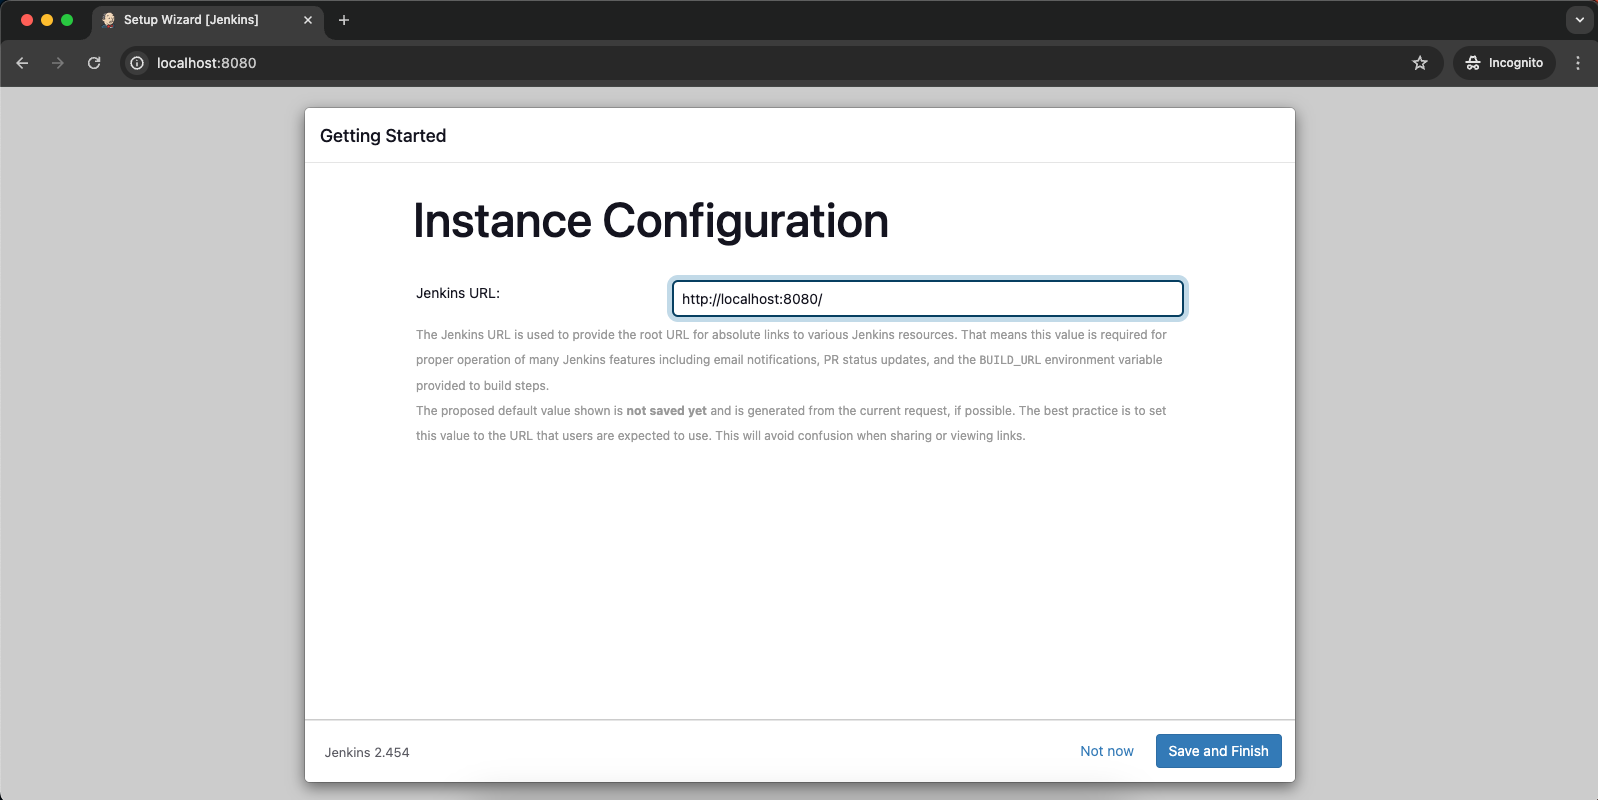 Setup Wizard [Jenkins]
localhost:8080
Incognito
Getting Started
Instance Configuration
Jenkins URL:
http://localhost:8080/
The Jenkins URL is used to provide the root URL for absolute links to various Jenkins resources. That means this value is required for
proper operation of many Jenkins features including email notifications, PR status updates, and the BUILD_URL environment variable
provided to build steps.
The proposed default value shown is not saved yet and is generated from the current request, if possible. The best practice is to set
this value to the URL that users are expected to use. This will avoid confusion when sharing or viewing links.
Jenkins 2.454
Not now
Save and Finish